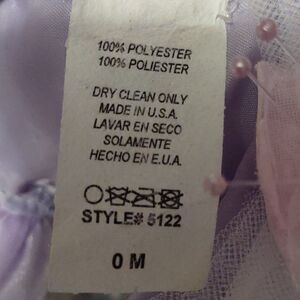 100% POLYESTER
100% POLIESTER
DRY CLEAN ONLY
MADE IN U.S.A.
LAVAR EN SECO
SOLAMENTE
HECHO EN E.U.A.
STYLE# 5122
0 M